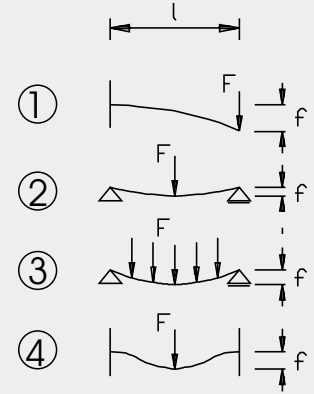 l
① F f
② F f
③ F f
④ F f